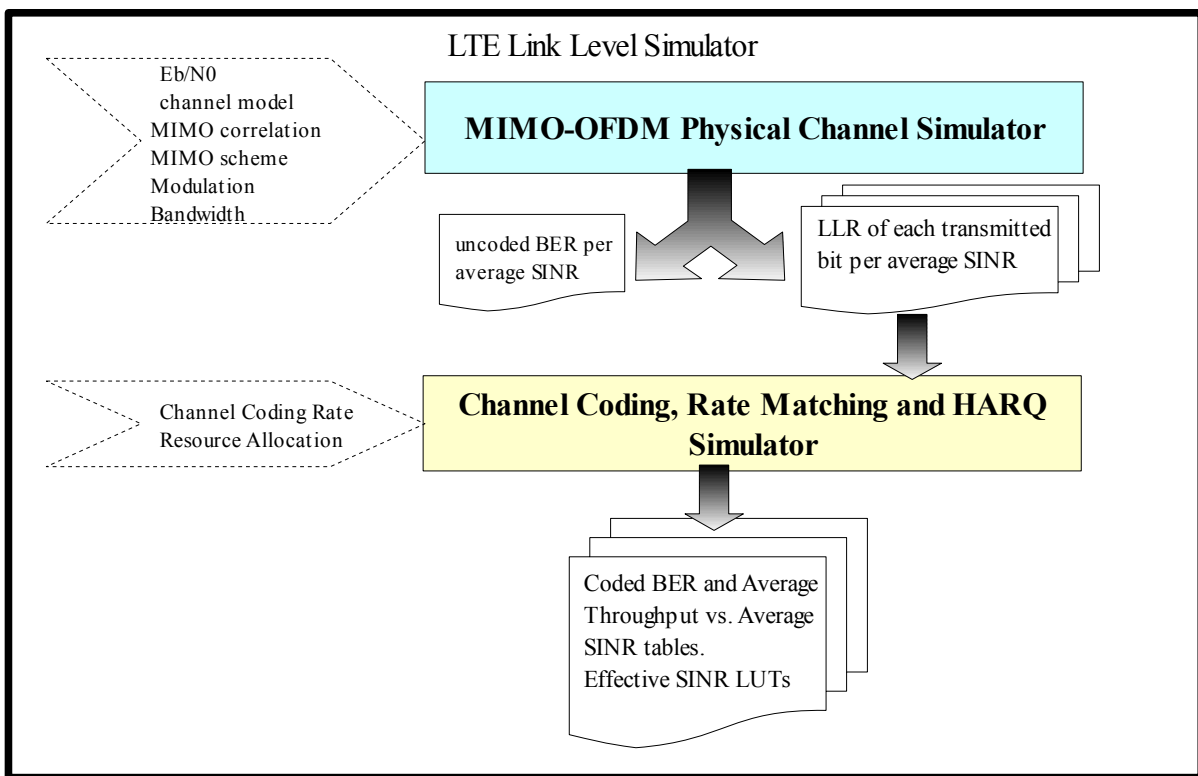 LTE Link Level Simulator
Eb/N0
channel model
MIMO correlation
MIMO scheme
Modulation
Bandwidth
MIMO-OFDM Physical Channel Simulator
uncoded BER per
average SINR
LLR of each transmitted
bit per average SINR
Channel Coding Rate
Resource Allocation
Channel Coding, Rate Matching and HARQ
Simulator
Coded BER and Average
Throughput vs. Average
SINR tables.
Effective SINR LUTs